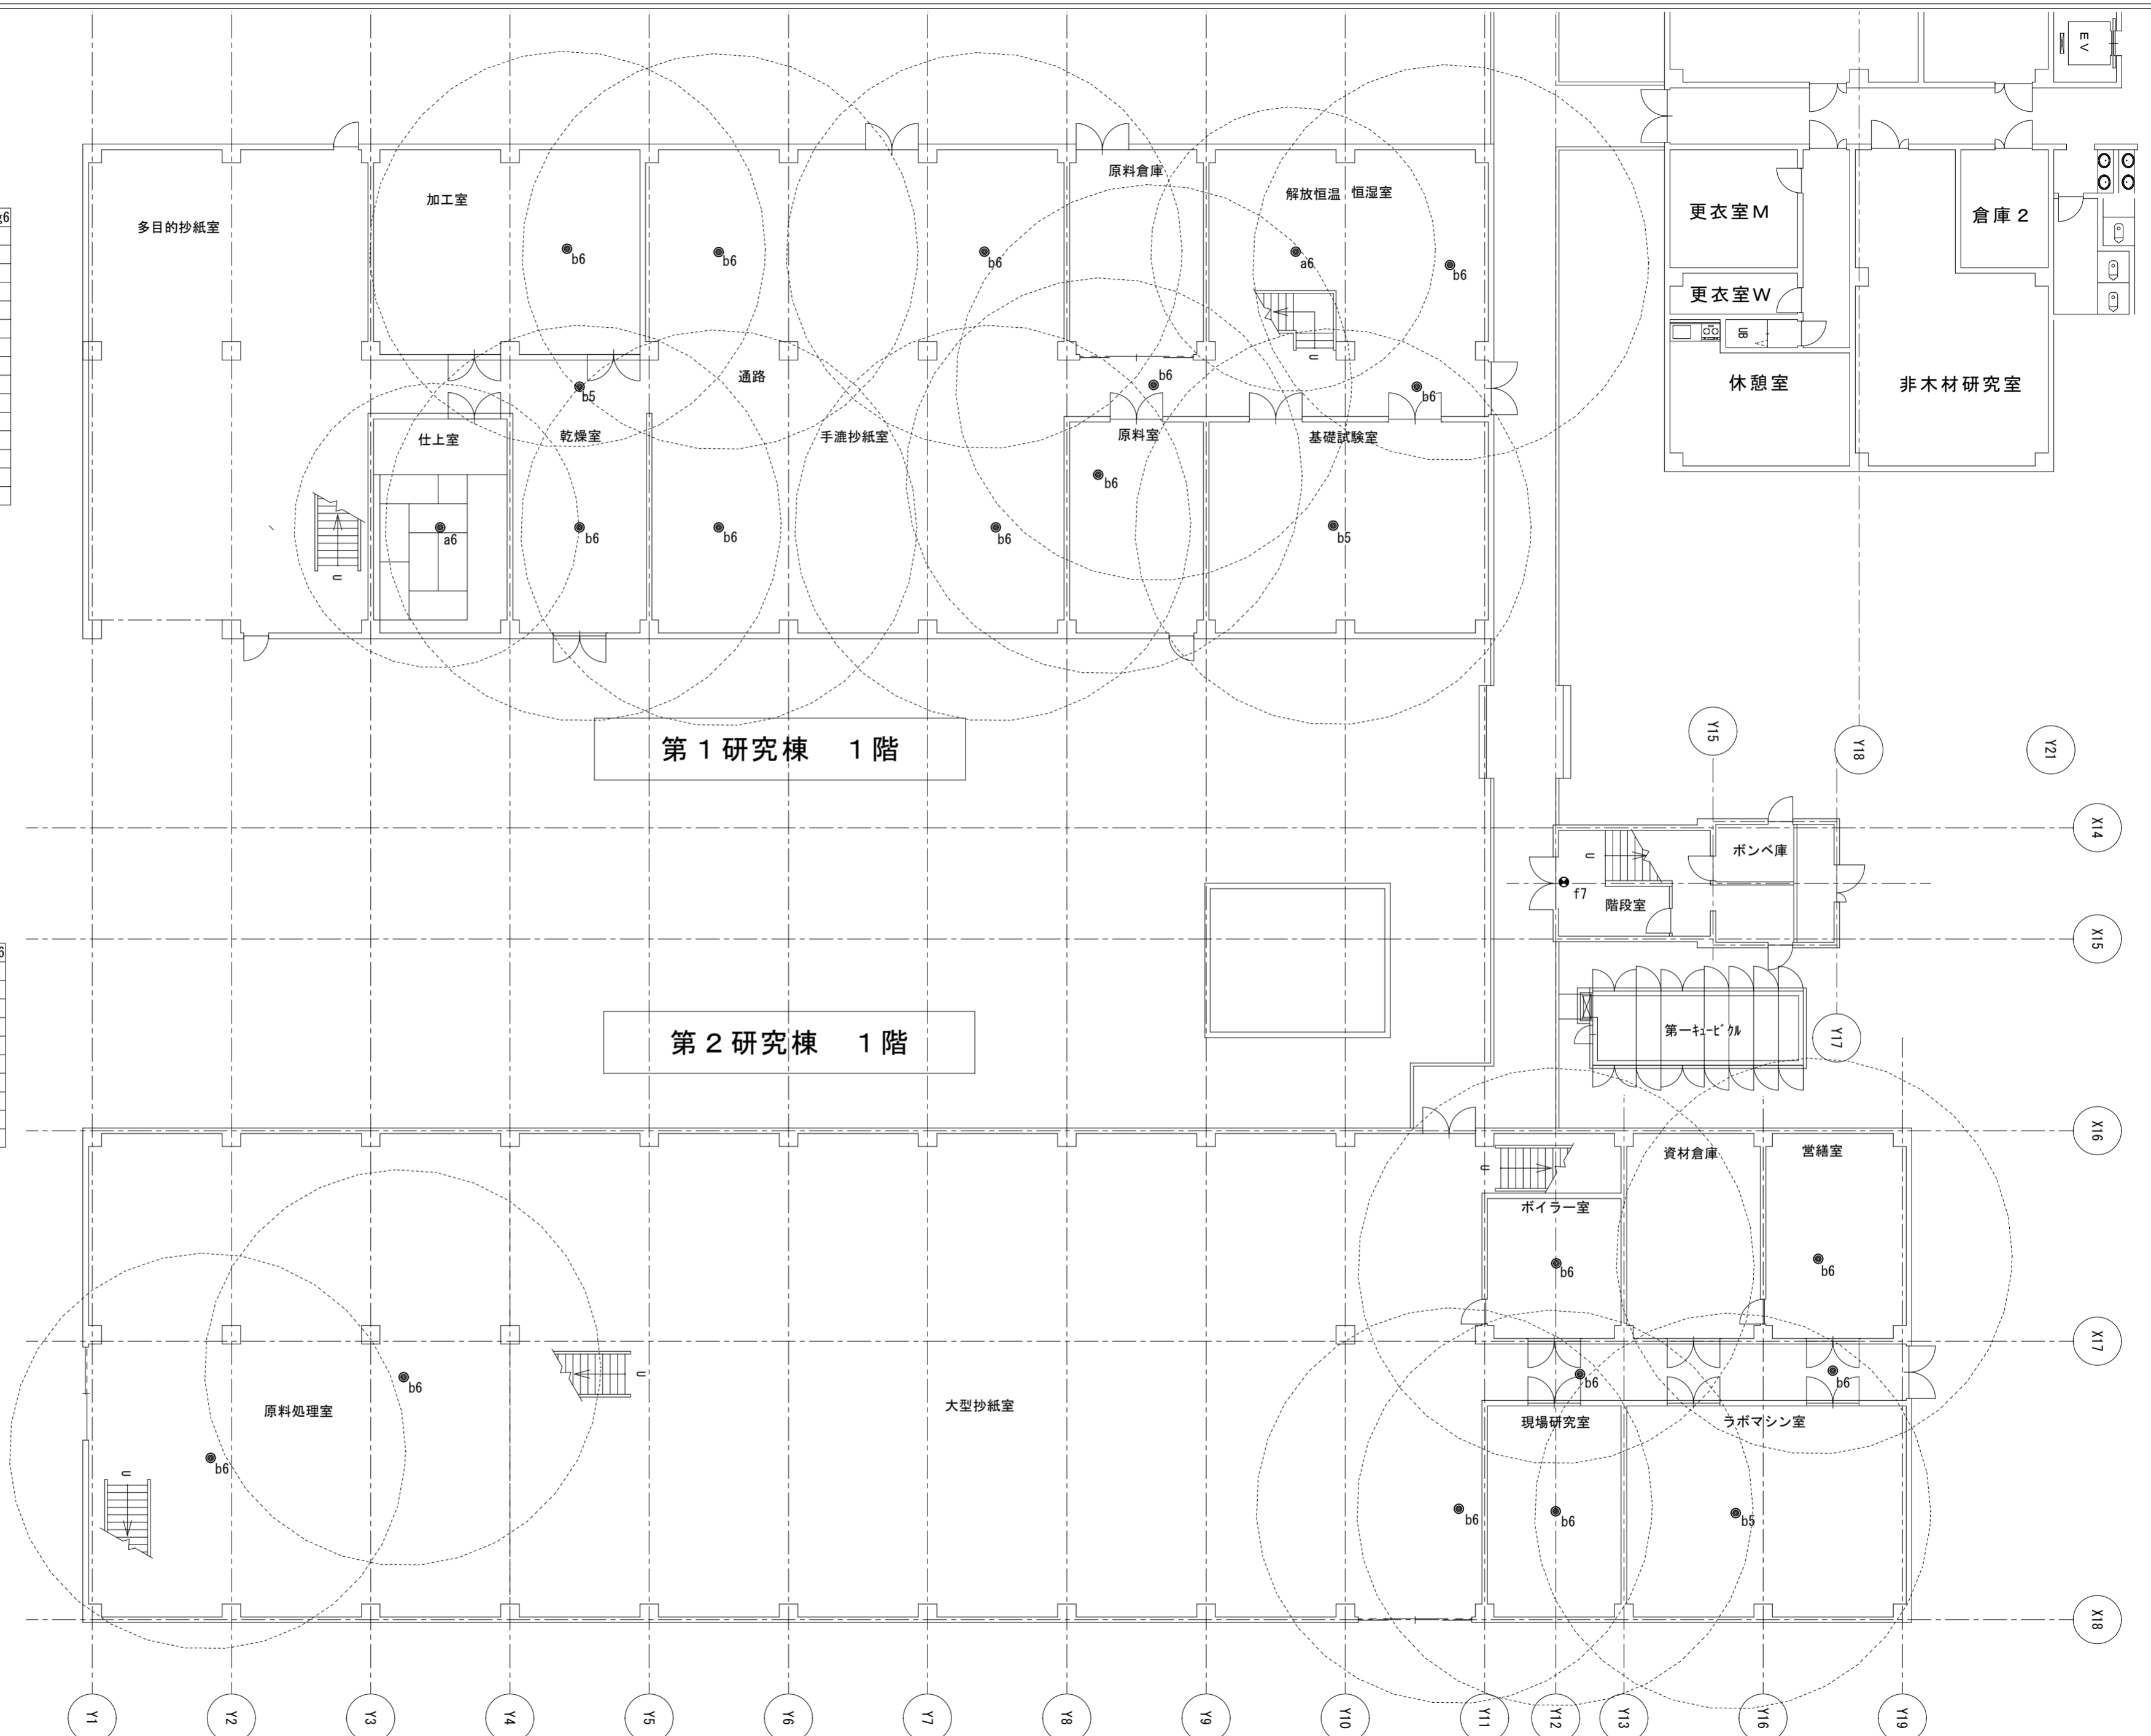 EV
g6
原料倉庫
加工室
解放恒温 恒湿室
多目的抄紙室
更衣室M
倉庫2
b6
b6
b6
a6
b6
更衣室W
UB
U
通路
b6
b5
b6
休憩室
非木材研究室
仕上室
乾燥室
手漉抄紙室
原料室
基礎試験室
b6
a6
b6
b6
b6
b5
U
第1研究棟 1階
Y15
Y18
Y21
X14
U
ボンベ庫
f7
階段室
X15
6
第一キュービクル
Y17
第2研究棟 1階
X16
資材倉庫
営繕室
U
ボイラー室
b6
b6
X17
U
b6
b6
b6
原料処理室
大型抄紙室
現場研究室
ラボマシン室
b6
U
b6
b6
b5
X18
Y1
Y2
Y3
Y4
Y5
Y6
Y7
Y8
Y9
Y10
Y11
Y12
Y13
Y16
Y19